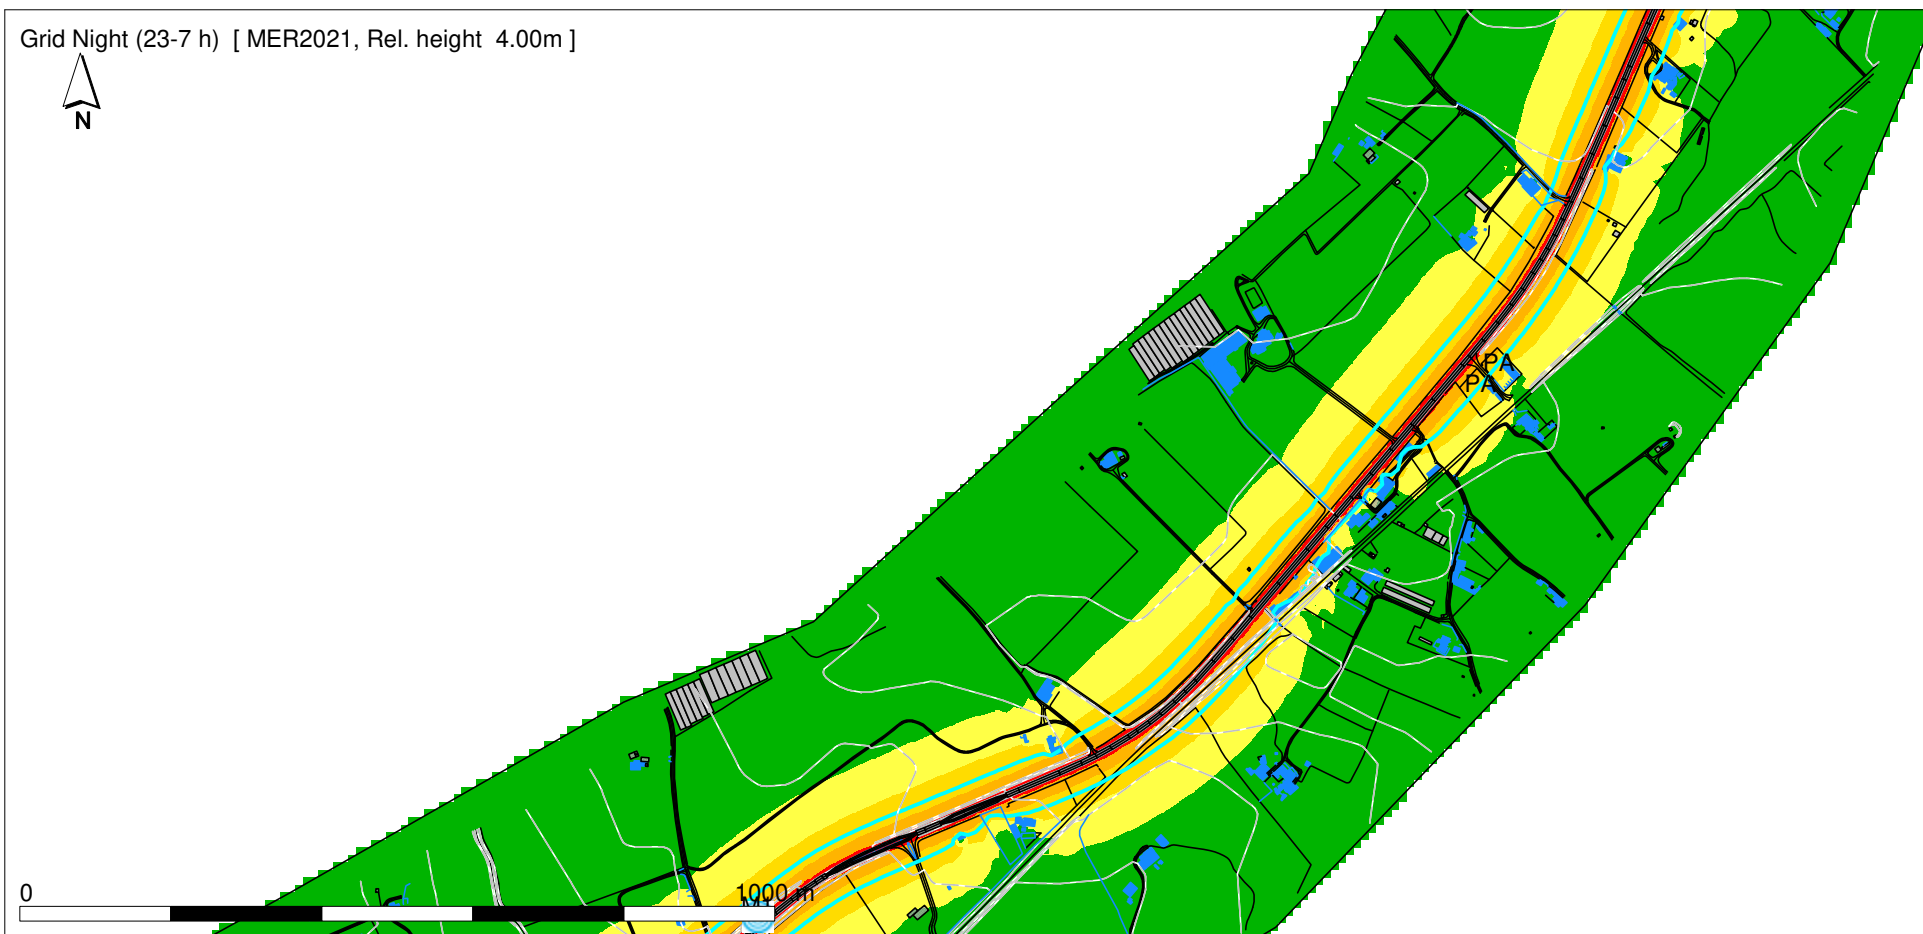 Grid Night (23-7 h)  [ MER2021, Rel. height  4.00m ]
N
PA
PA
0
1000 m